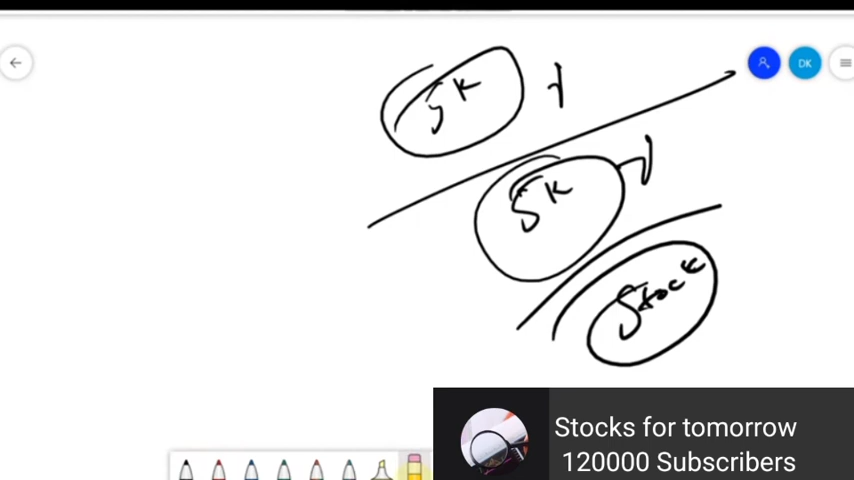 5K
DK
5K
Stock
Stocks for tomorrow
120000 Subscribers